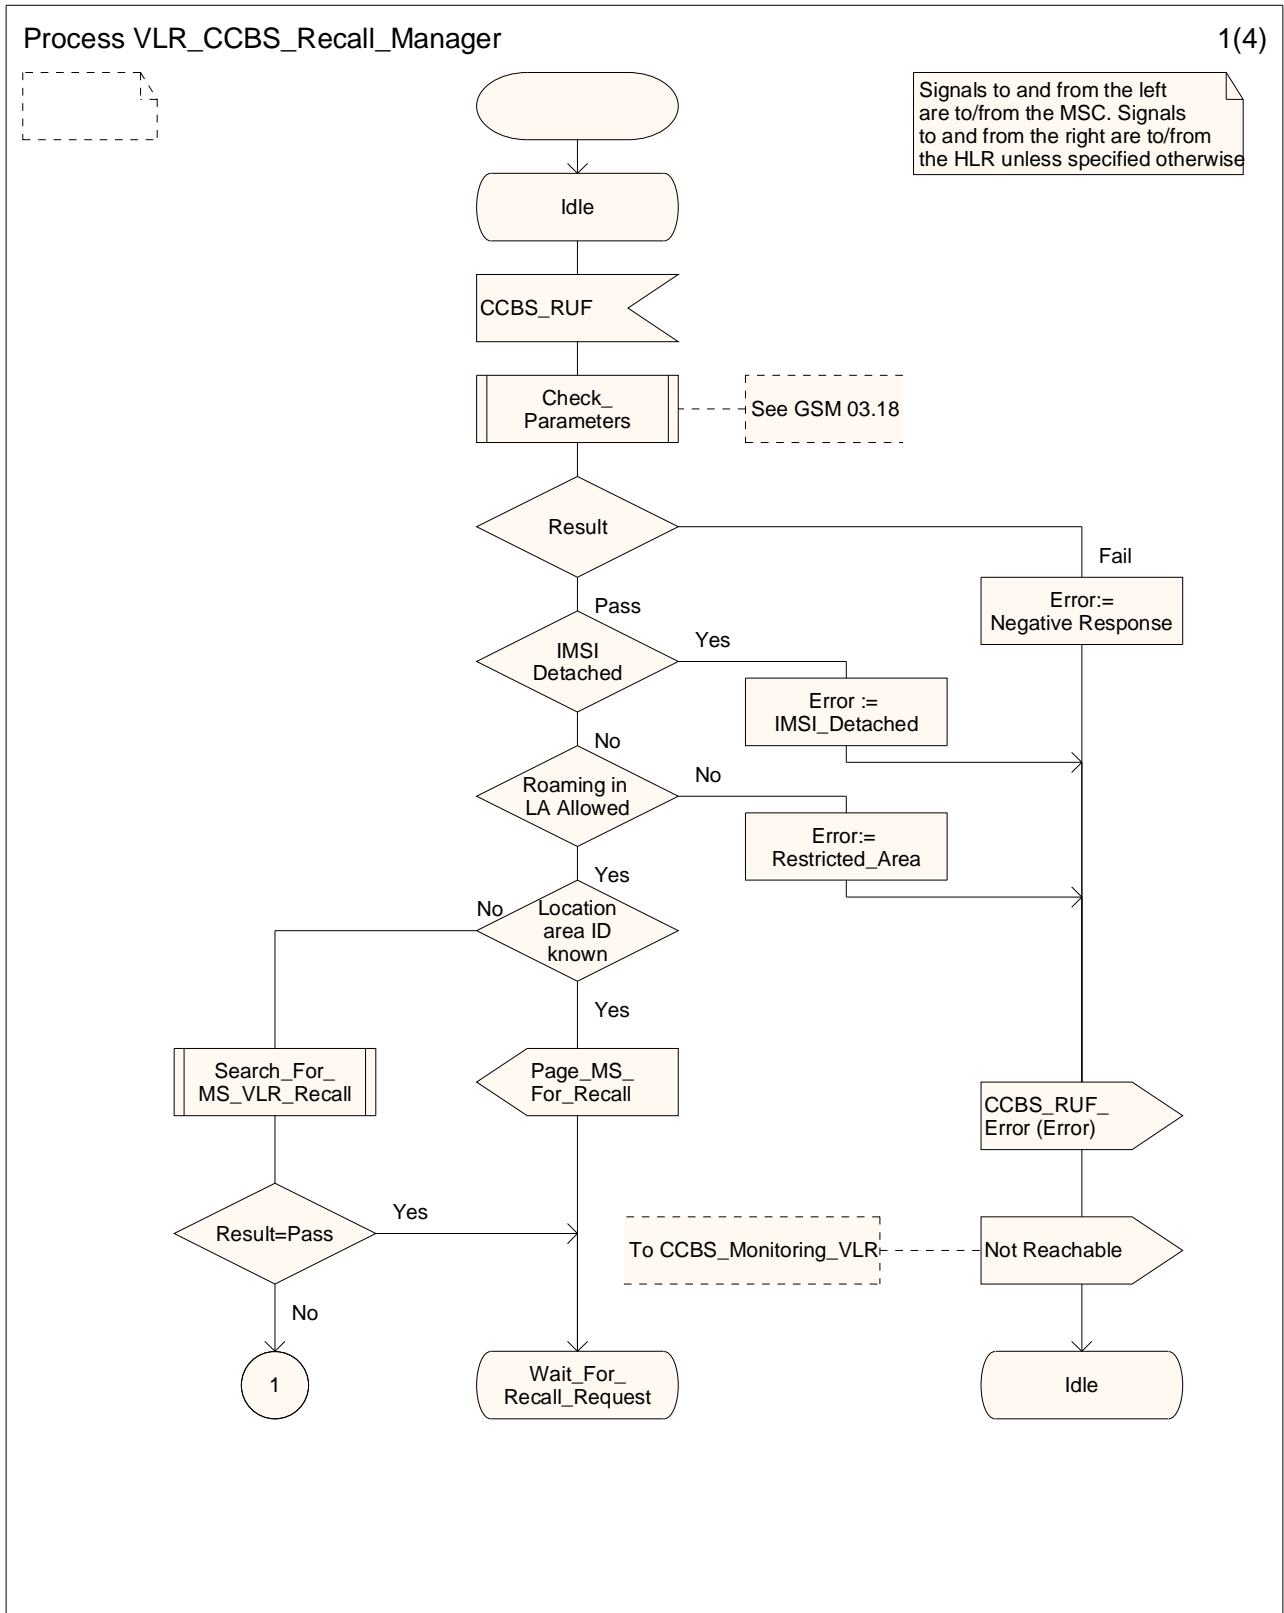 Process VLR_CCBS_Recall_Manager
1(4)
Signals to and from the left
are to/from the MSC. Signals
to and from the right are to/from
the HLR unless specified otherwise
Idle
CCBS_RUF
Check_
Parameters
See GSM 03.18
Result
Fail
Error:=
Negative Response
Pass
IMSI
Detached
Yes
Error :=
IMSI_Detached
No
Roaming in
LA Allowed
No
Error:=
Restricted_Area
Yes
No
Location
area ID
known
Yes
Search_For_
MS_VLR_Recall
Page_MS_
For_Recall
CCBS_RUF_
Error (Error)
Result=Pass
Yes
To CCBS_Monitoring_VLR
Not Reachable
No
1
Wait_For_
Recall_Request
Idle